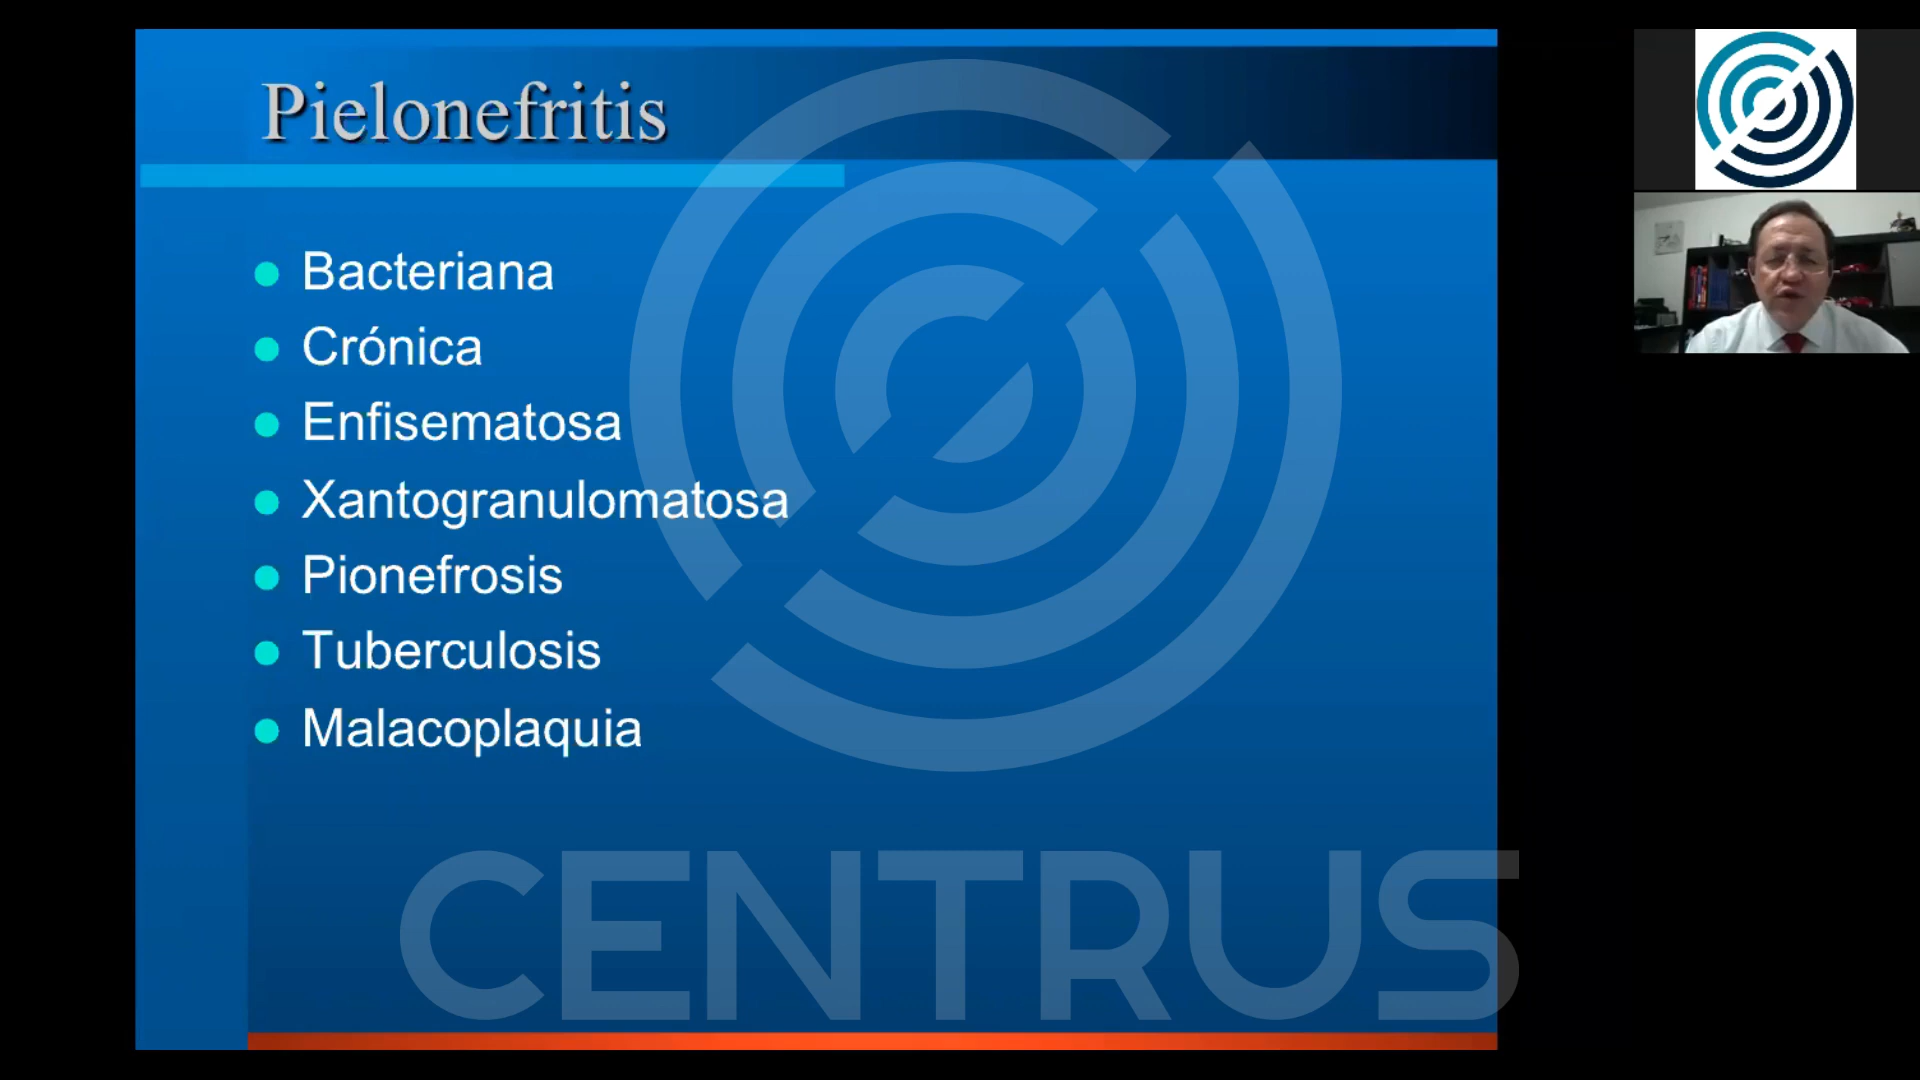 Pielonefritis
Bacteriana
Crónica
Enfisematosa
Xantogranulomatosa
Pionefrosis
Tuberculosis
Malacoplaquia
CENTRUS